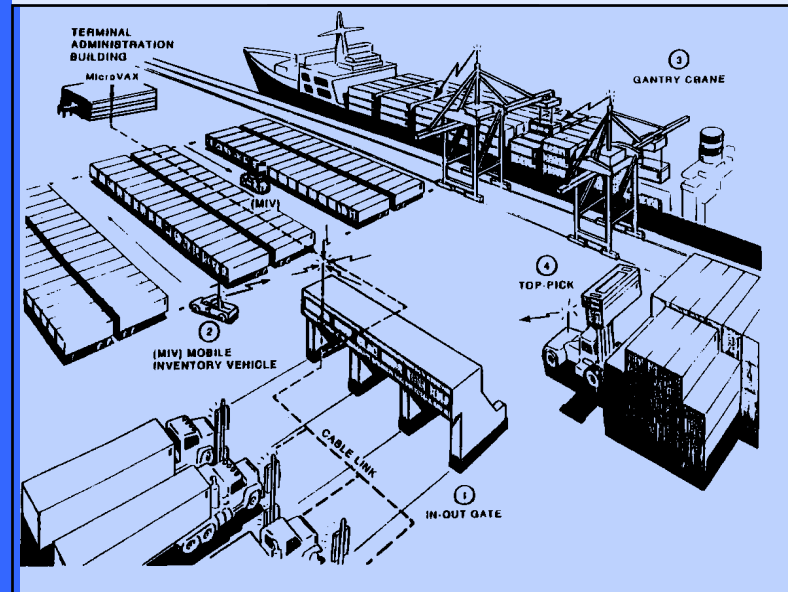 TERMINAL
ADMINISTRATION
BUILDING
MicroVAX
3
GANTRY CRANE
(MIV)
4
TOP-PICK
2
(MIV) MOBILE
INVENTORY VEHICLE
CABLE LINK
1
IN-OUT GATE